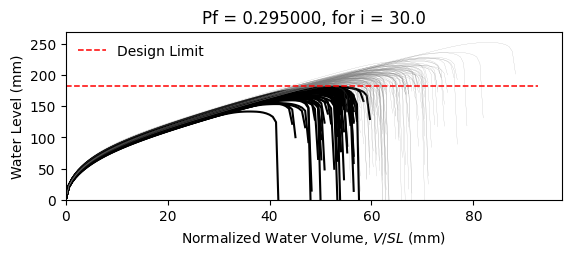 Pf = 0.295000, for i = 30.0
Design Limit
Water Level (mm)
250
200
150
100
50
0
0 20 40 60 80
Normalized Water Volume, V/SL (mm)